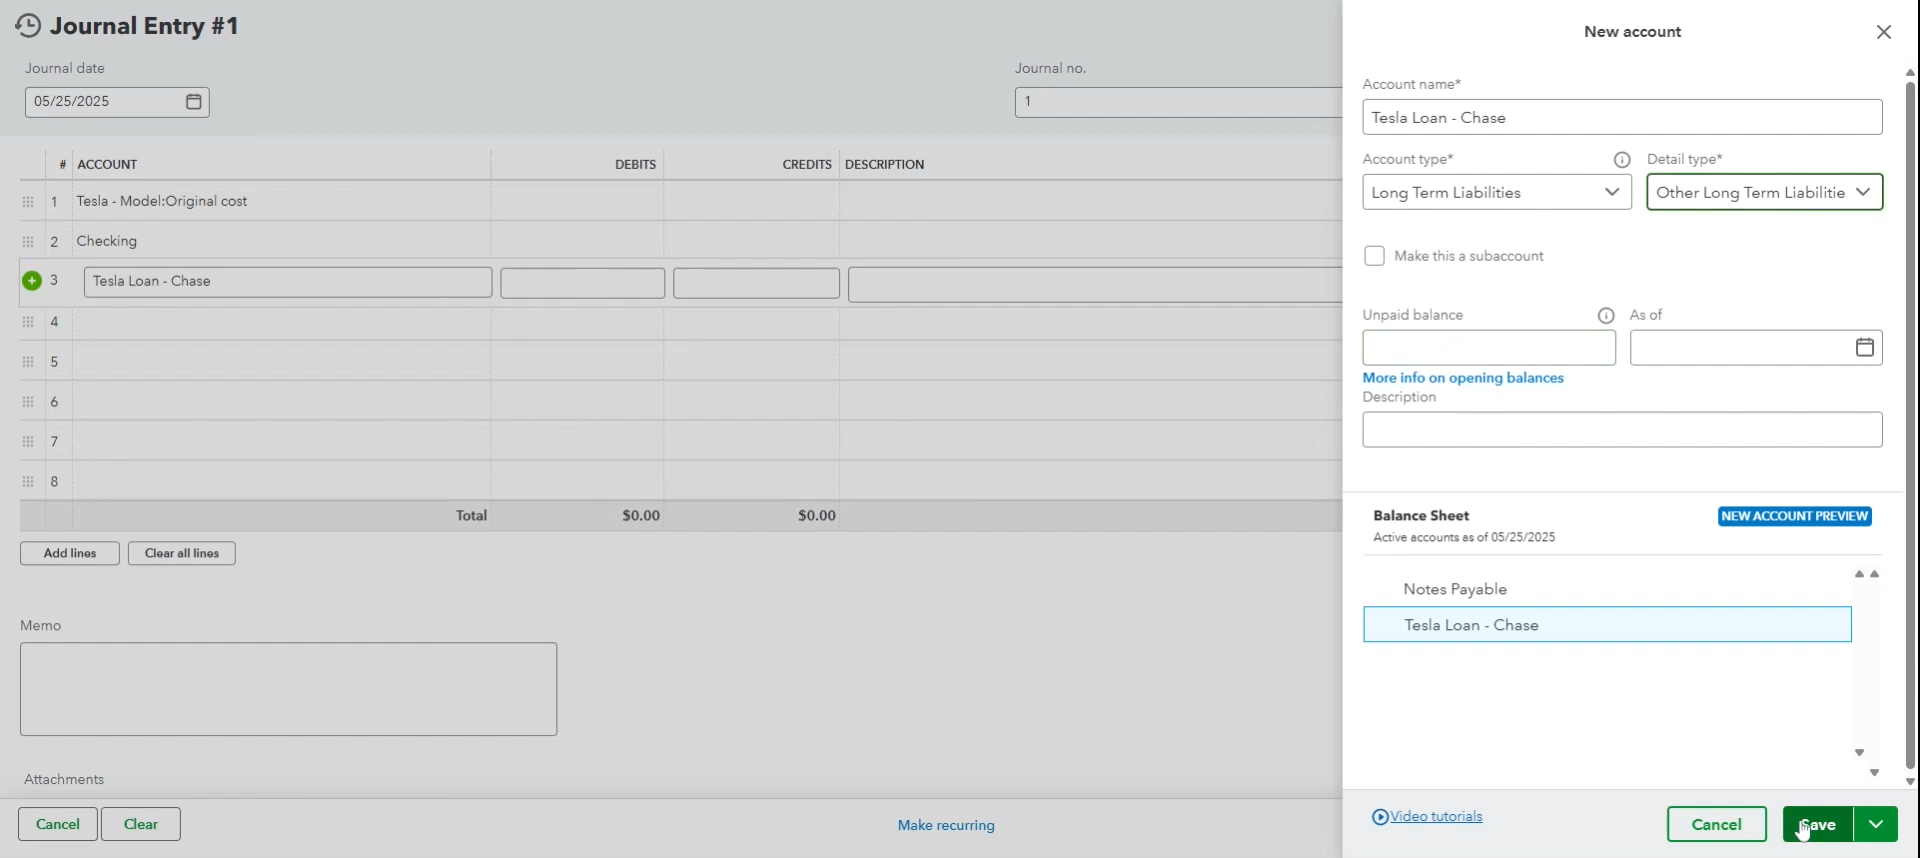 Journal Entry #1
Journal date
05/25/2025
Journal no.
1
# ACCOUNT DEBITS CREDITS DESCRIPTION
1 Tesla - Model:Original cost
2 Checking
3 Tesla Loan - Chase
4
5
6
7
8
Total $0.00 $0.00
Add lines Clear all lines
Memo
Attachments
Cancel Clear Make recurring
New account
Account name*
Tesla Loan - Chase
Account type* Detail type*
Long Term Liabilities Other Long Term Liabilitie
Make this a subaccount
Unpaid balance As of
More info on opening balances
Description
Balance Sheet NEW ACCOUNT PREVIEW
Active accounts as of 05/25/2025
Notes Payable
Tesla Loan - Chase
Video tutorials Cancel Save